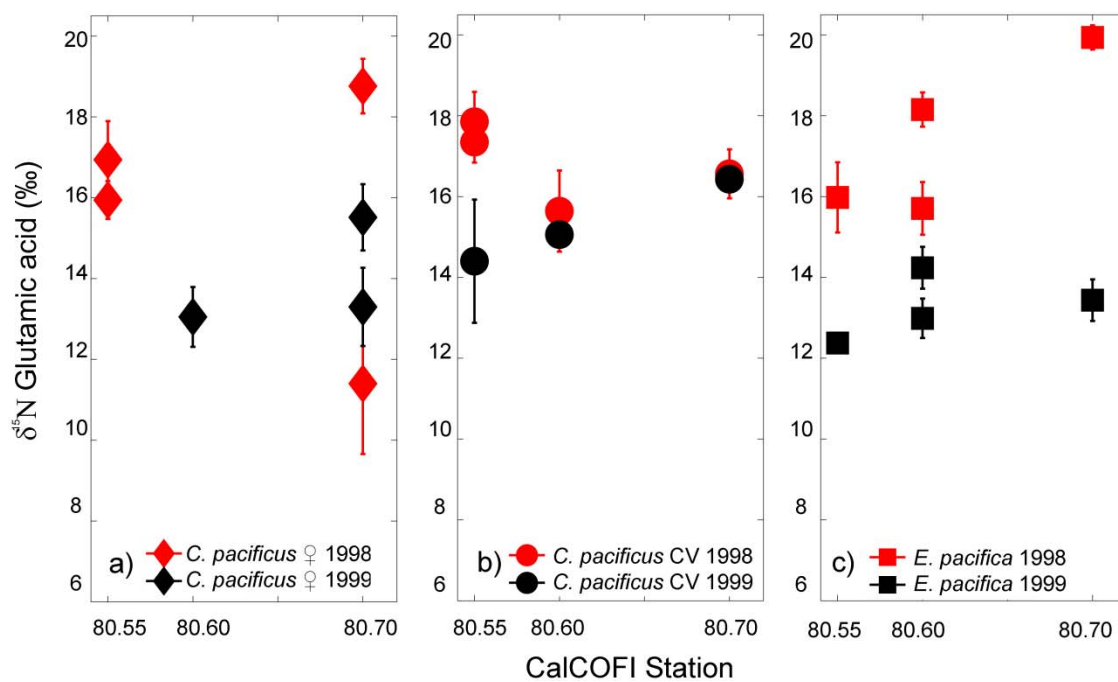 δ¹⁵N Glutamic acid (‰)
20
18
16
14
12
10
8
6
a)
C. pacificus ♀ 1998
C. pacificus ♀ 1999
80.55 80.60 80.70
20
18
16
14
12
10
8
6
b)
C. pacificus CV 1998
C. pacificus CV 1999
80.55 80.60 80.70
20
18
16
14
12
10
8
6
c)
E. pacifica 1998
E. pacifica 1999
80.55 80.60 80.70
CalCOFI Station